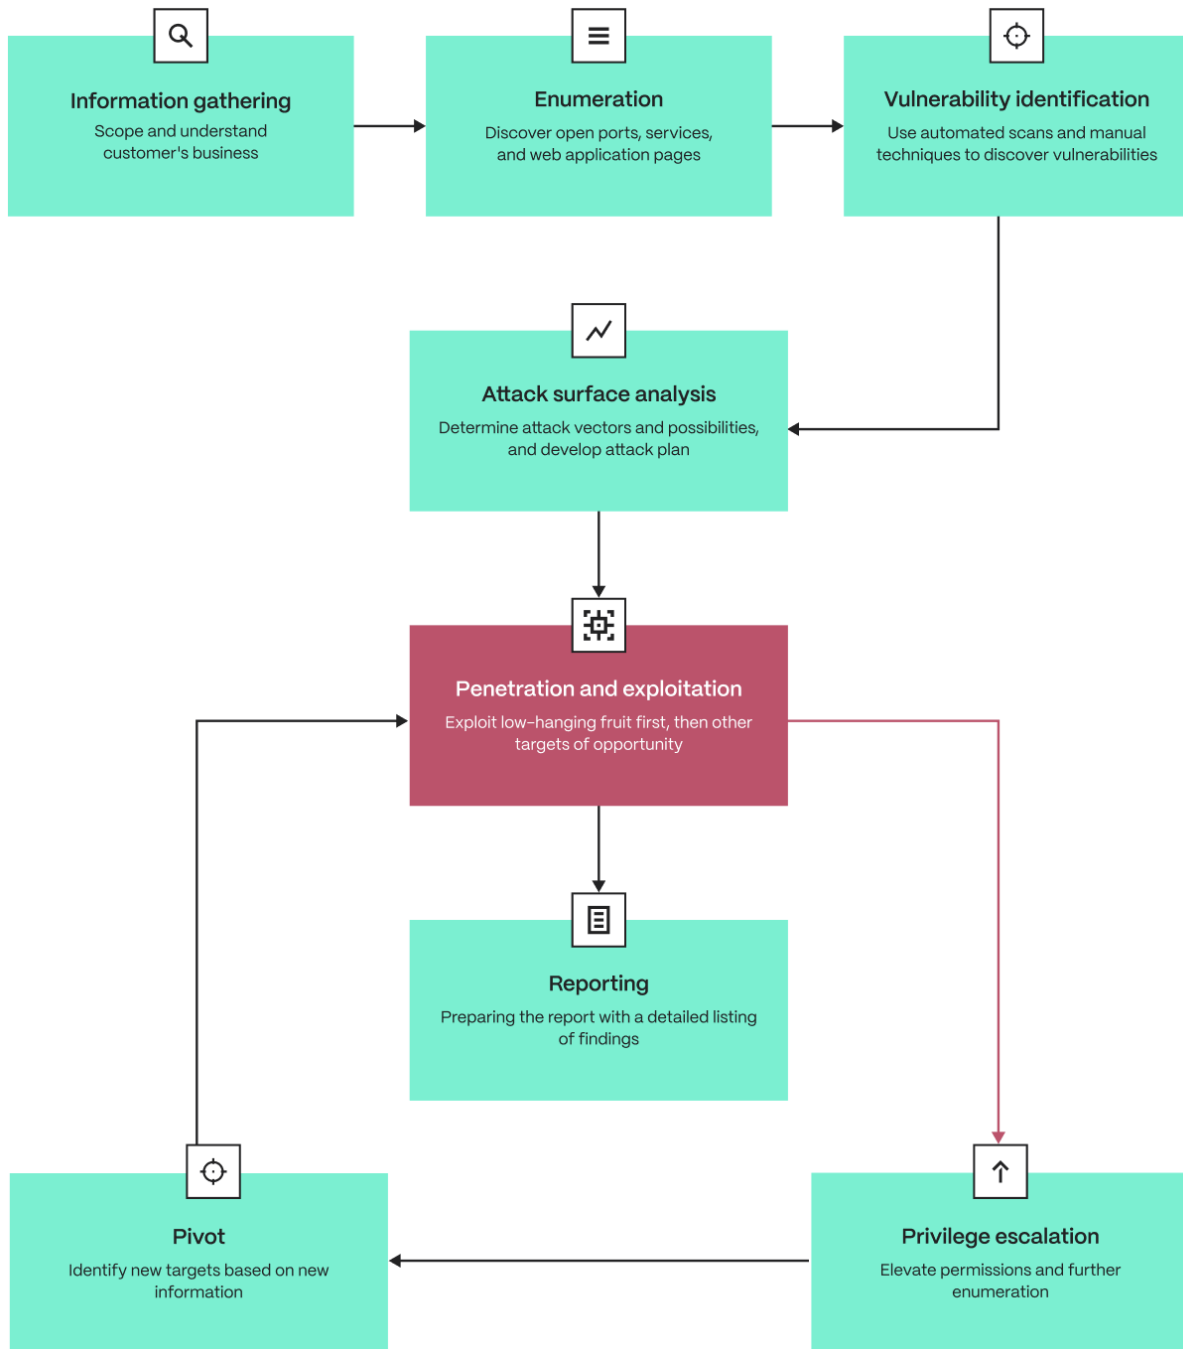 Information gathering
Scope and understand
customer's business
Enumeration
Discover open ports, services,
and web application pages
Vulnerability identification
Use automated scans and manual
techniques to discover vulnerabilities
Attack surface analysis
Determine attack vectors and possibilities,
and develop attack plan
Penetration and exploitation
Exploit low-hanging fruit first, then other
targets of opportunity
Reporting
Preparing the report with a detailed listing
of findings
Pivot
Identify new targets based on new
information
Privilege escalation
Elevate permissions and further
enumeration